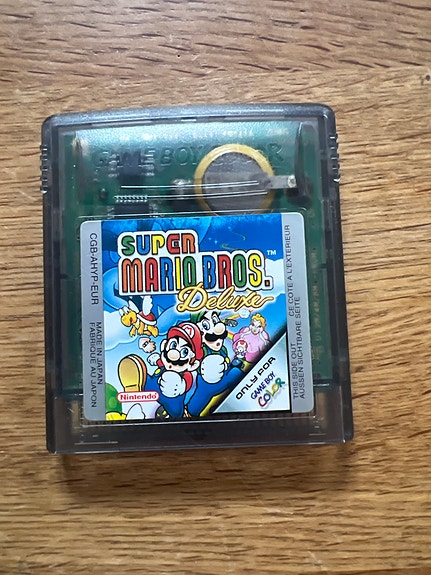 GAME BOY COLOR
SUPER
MARIO BROS.
TM
Deluxe
Nintendo
ONLY FOR
GAME BOY
COLOR
CGB-AHYP-EUR
MADE IN JAPAN
FABRIQUÉ AU JAPON
CE COTE A L'EXTERIEUR
THIS SIDE OUT
AUSSEN SICHTBARE SEITE